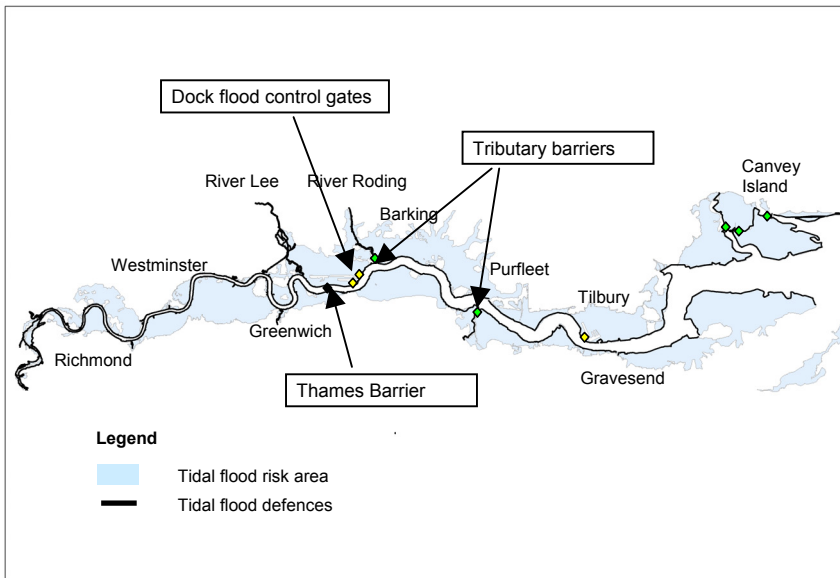 Dock flood control gates
Tributary barriers
Canvey
Island
River Lee
River Roding
Barking
Westminster
Purfleet
Tilbury
Greenwich
Richmond
Gravesend
Thames Barrier
Legend
Tidal flood risk area
Tidal flood defences